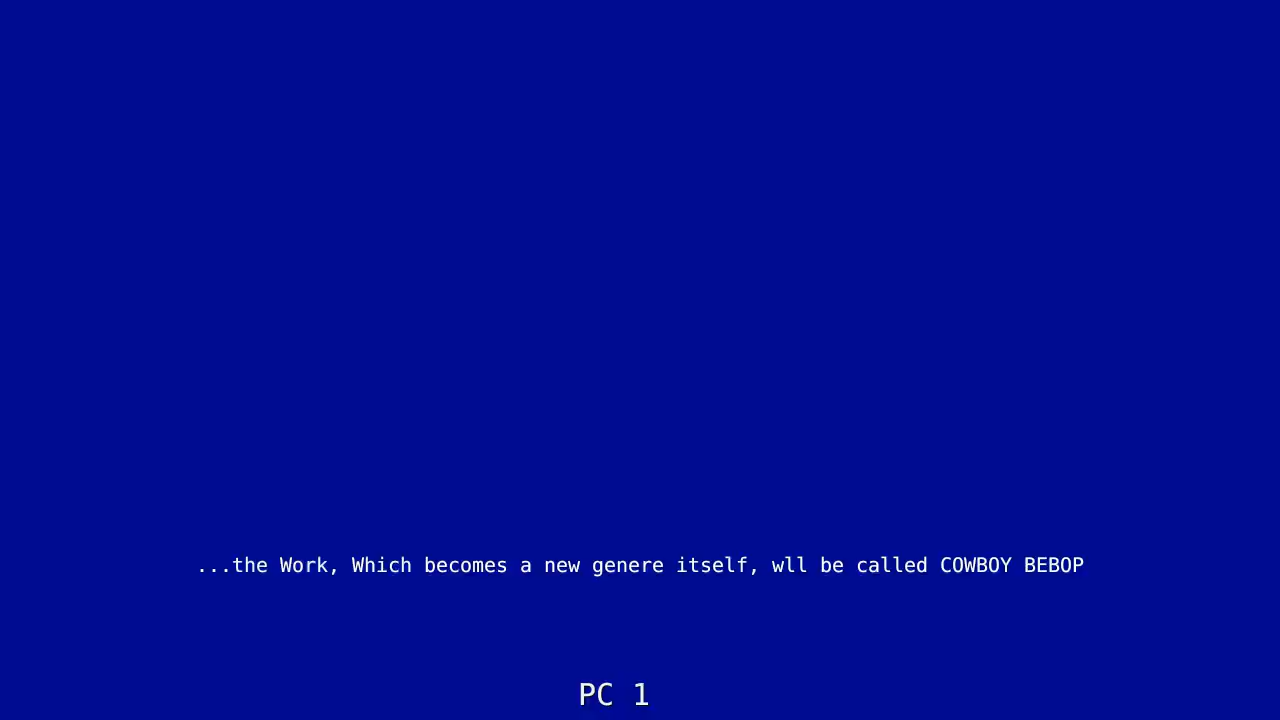 ...the Work, Which becomes a new genere itself, wll be called COWBOY BEBOP
PC 1